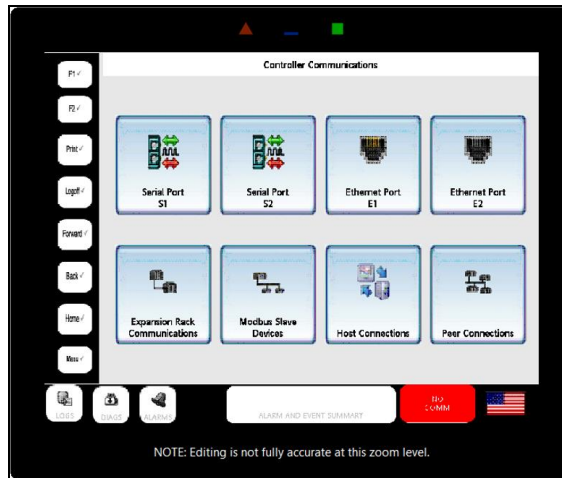 Controller Communications
F1 ✓
F2 ✓
Print ✓
Logoff ✓
Forward ✓
Back ✓
Home ✓
Menu ✓
Serial Port
S1
Serial Port
S2
Ethernet Port
E1
Ethernet Port
E2
Expansion Rack
Communications
Modbus Slave
Devices
Host Connections
Peer Connections
LOGS
DIAGS
ALARMS
ALARM AND EVENT SUMMARY
NO
COMM
NOTE: Editing is not fully accurate at this zoom level.